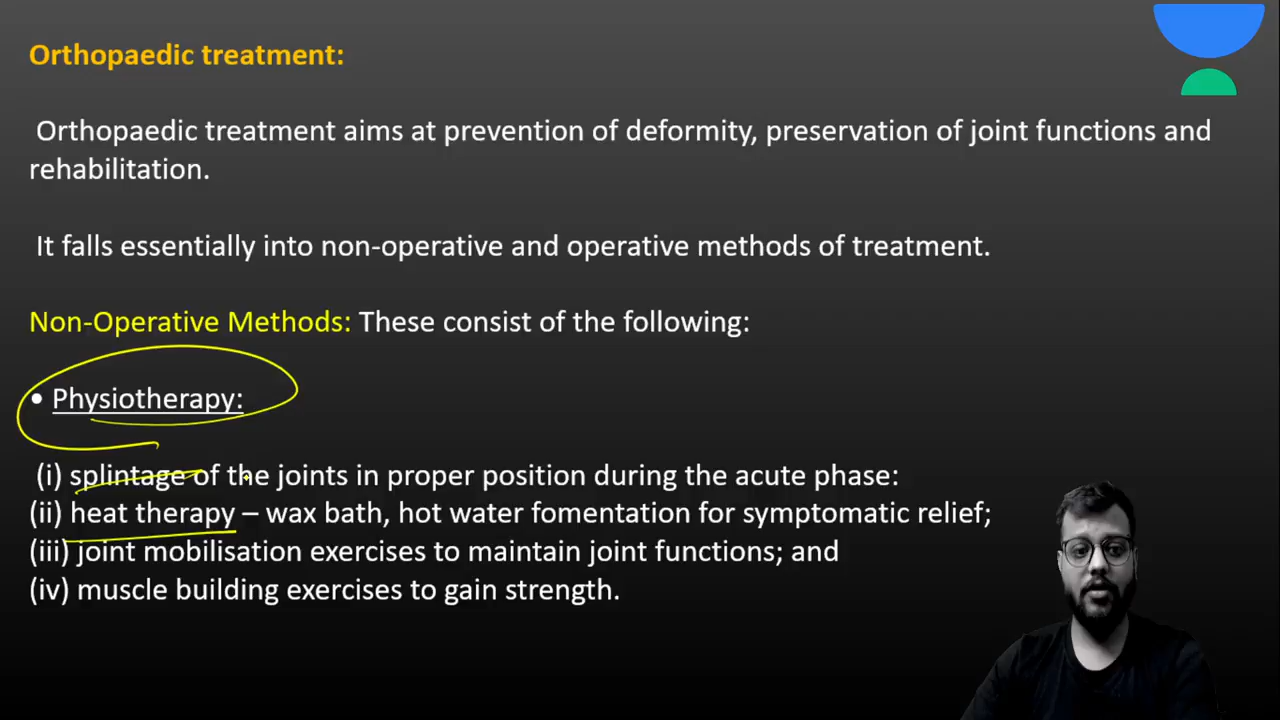 Orthopaedic treatment:
Orthopaedic treatment aims at prevention of deformity, preservation of joint functions and
rehabilitation.
It falls essentially into non-operative and operative methods of treatment.
Non-Operative Methods: These consist of the following:
• Physiotherapy:
(i) splintage of the joints in proper position during the acute phase:
(ii) heat therapy – wax bath, hot water fomentation for symptomatic relief;
(iii) joint mobilisation exercises to maintain joint functions; and
(iv) muscle building exercises to gain strength.